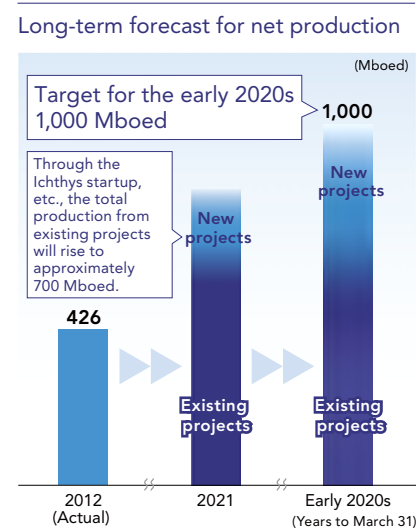 Long-term forecast for net production
(Mboed)
Target for the early 2020s
1,000 Mboed
1,000
Through the
Ichthys startup,
etc., the total
production from
existing projects
will rise to
approximately
700 Mboed.
New
projects
New
projects
426
Existing
projects
Existing
projects
2012
(Actual)
2021
Early 2020s
(Years to March 31)